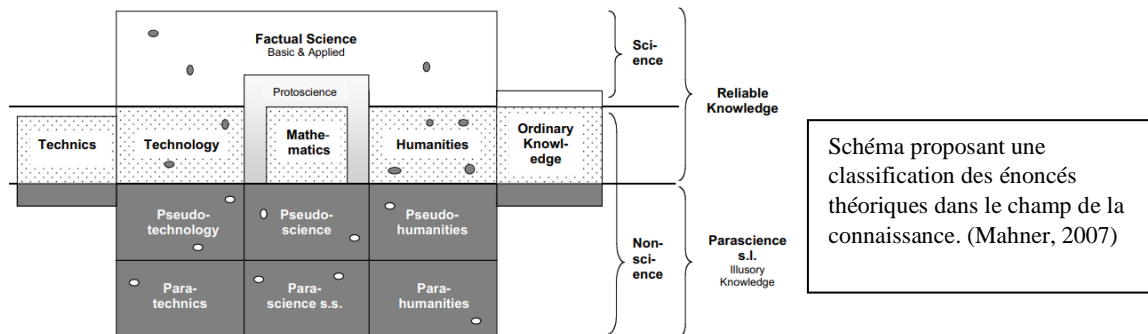 Factual Science
Basic & Applied
Protoscience
Technics
Technology
Mathe-
matics
Humanities
Ordinary
Knowl-
edge
Pseudo-
technology
Pseudo-
science
Pseudo-
humanities
Para-
technics
Para-
science s.s.
Para-
humanities
Sci-
ence
Non-
sci-
ence
Reliable
Knowledge
Parascience
s.l.
Illusory
Knowledge
Schéma proposant une
classification des énoncés
théoriques dans le champ de la
connaissance. (Mahner, 2007)